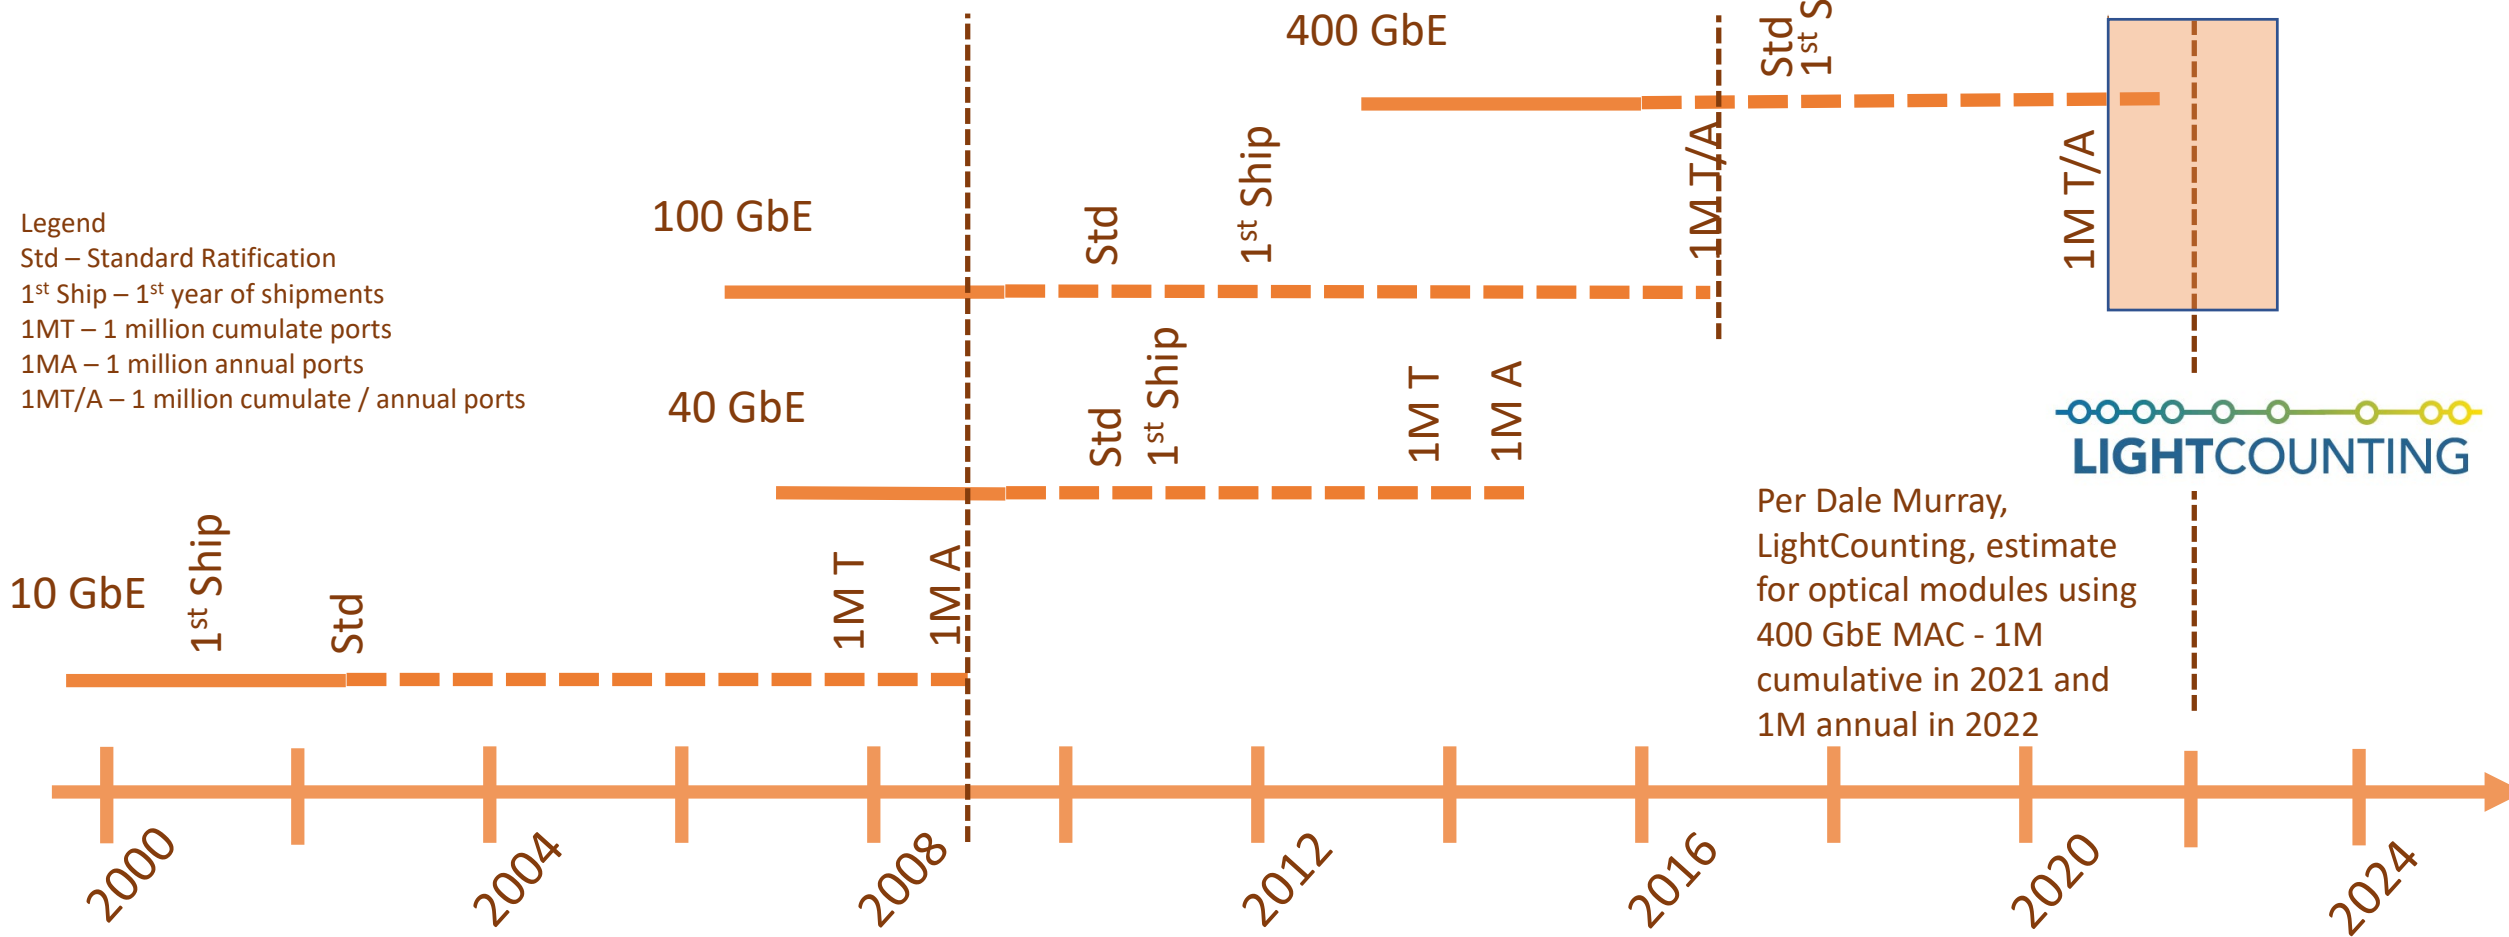 400 GbE
Std
1st S
1M T/A
1M T/A
100 GbE
Std
1st Ship
Legend
Std – Standard Ratification
1st Ship – 1st year of shipments
1MT – 1 million cumulate ports
1MA – 1 million annual ports
1MT/A – 1 million cumulate / annual ports
40 GbE
Std
1st Ship
1M T
1M A
LIGHTCOUNTING
Per Dale Murray,
LightCounting, estimate
for optical modules using
400 GbE MAC - 1M
cumulative in 2021 and
1M annual in 2022
10 GbE
1st Ship
Std
1M T
1M A
2000
2004
2008
2012
2016
2020
2024